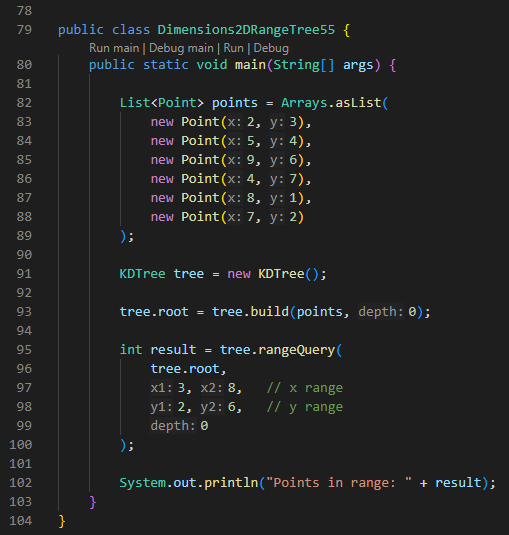 78
79 public class Dimensions2DRangeTree55 {
Run main | Debug main | Run | Debug
80 public static void main(String[] args) {
81
82 List<Point> points = Arrays.asList(
83 new Point(x: 2, y: 3),
84 new Point(x: 5, y: 4),
85 new Point(x: 9, y: 6),
86 new Point(x: 4, y: 7),
87 new Point(x: 8, y: 1),
88 new Point(x: 7, y: 2)
89 );
90
91 KDTree tree = new KDTree();
92
93 tree.root = tree.build(points, depth: 0);
94
95 int result = tree.rangeQuery(
96 tree.root,
97 x1: 3, x2: 8, // x range
98 y1: 2, y2: 6, // y range
99 depth: 0
100 );
101
102 System.out.println("Points in range: " + result);
103 }
104 }